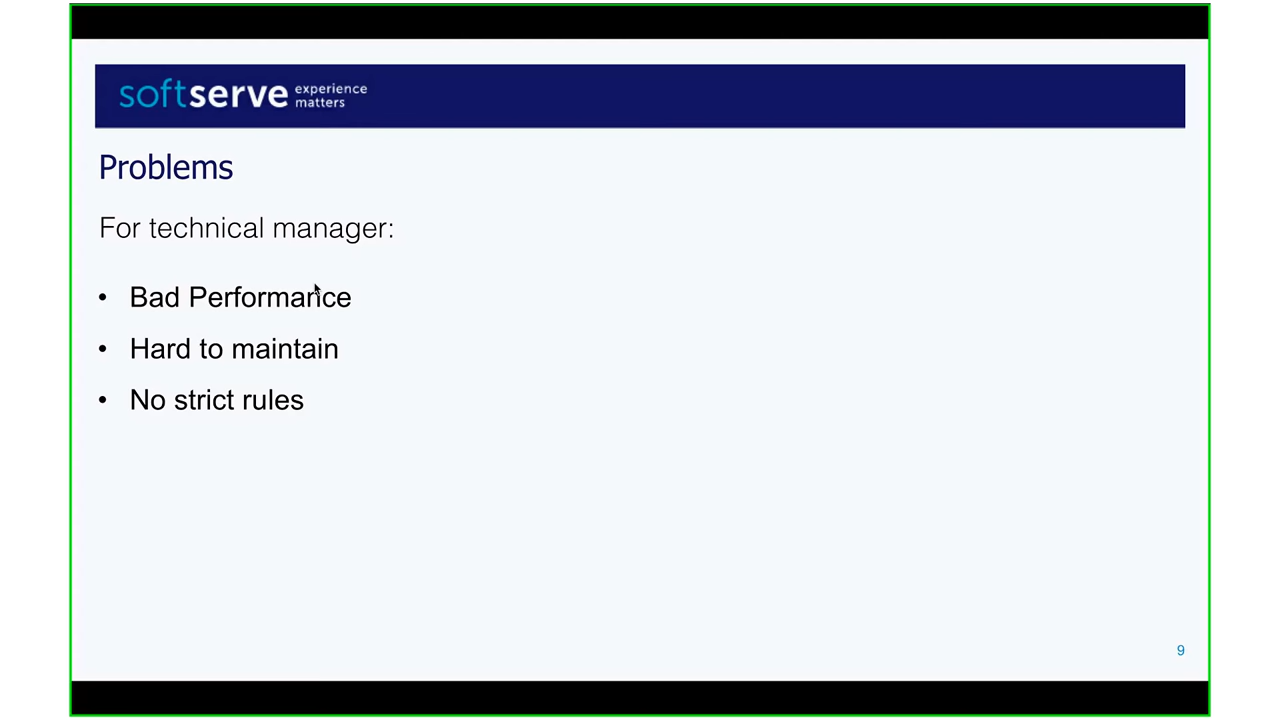 softserve experience matters
Problems
For technical manager:
• Bad Performance
• Hard to maintain
• No strict rules
9